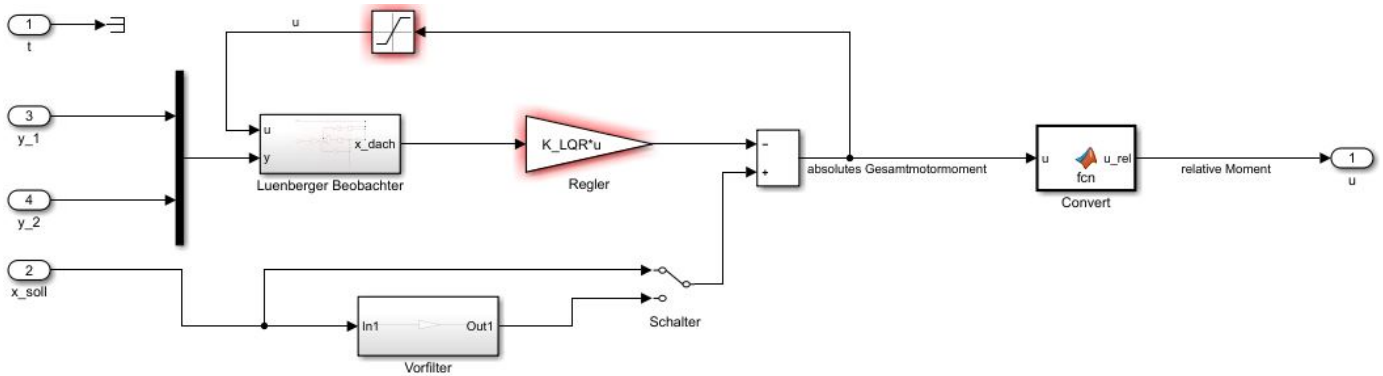 1
t
u
3
y_1
u
y
x_dach
Luenberger Beobachter
K_LQR*u
Regler
−
+
absolutes Gesamtmotormoment
u
u_rel
fcn
Convert
relative Moment
1
u
4
y_2
2
x_soll
In1
Out1
Vorfilter
Schalter